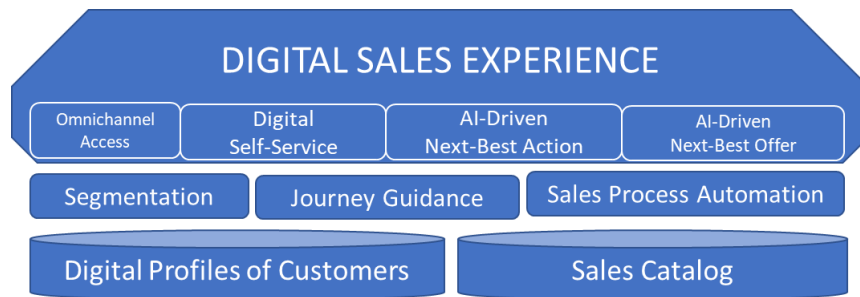 DIGITAL SALES EXPERIENCE
Omnichannel
Access
Digital
Self-Service
AI-Driven
Next-Best Action
AI-Driven
Next-Best Offer
Segmentation
Journey Guidance
Sales Process Automation
Digital Profiles of Customers
Sales Catalog